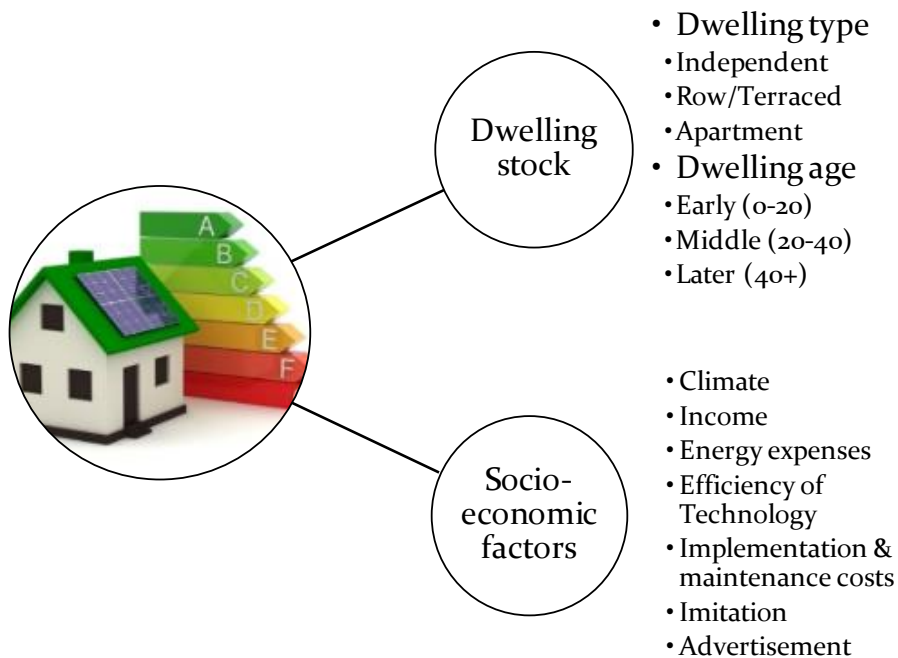 • Dwelling type
• Independent
• Row/Terraced
• Apartment
• Dwelling age
• Early (0-20)
• Middle (20-40)
• Later (40+)
Dwelling
stock
A
B
C
D
E
F
• Climate
• Income
• Energy expenses
• Efficiency of
Technology
• Implementation &
maintenance costs
• Imitation
• Advertisement
Socio-
economic
factors